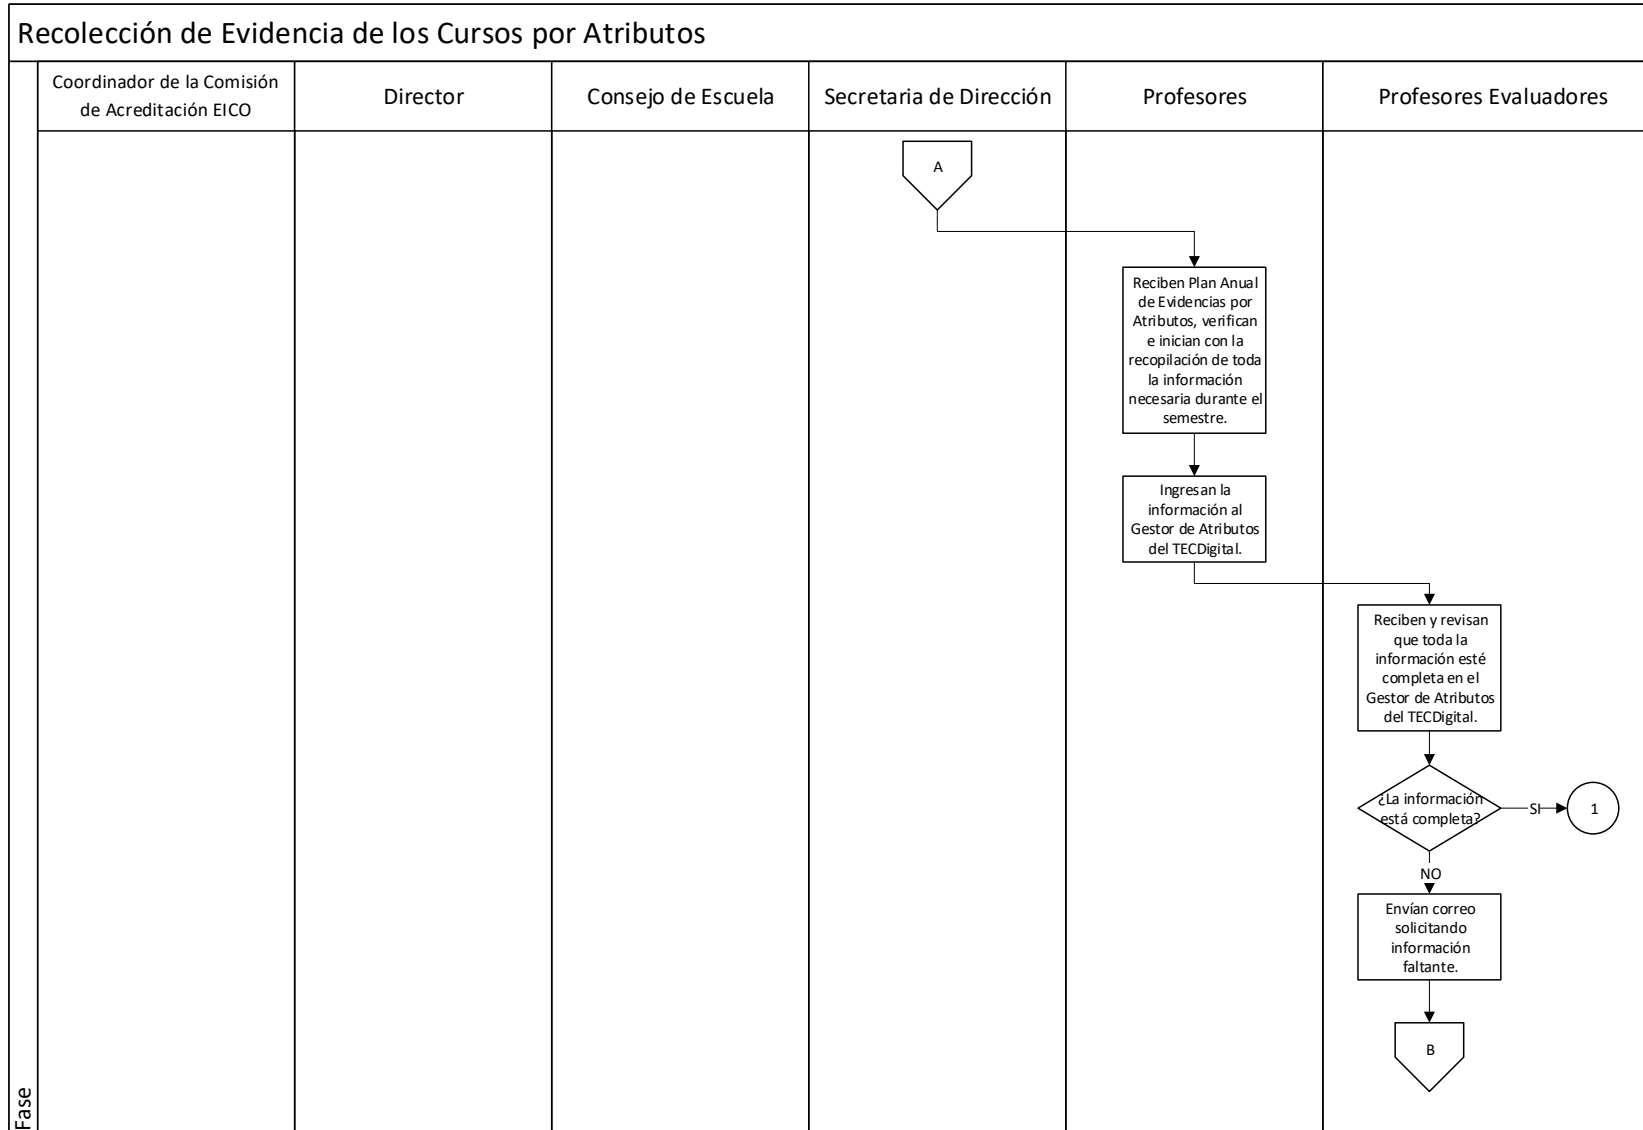 Recolección de Evidencia de los Cursos por Atributos
Coordinador de la Comisión
de Acreditación EICO
Director
Consejo de Escuela
Secretaria de Dirección
Profesores
Profesores Evaluadores
A
Reciben Plan Anual
de Evidencias por
Atributos, verifican
e inician con la
recopilación de toda
la información
necesaria durante el
semestre.
Ingresan la
información al
Gestor de Atributos
del TECDigital.
Reciben y revisan
que toda la
información esté
completa en el
Gestor de Atributos
del TECDigital.
¿La información
está completa?
SI
1
NO
Envían correo
solicitando
información
faltante.
B
Fase